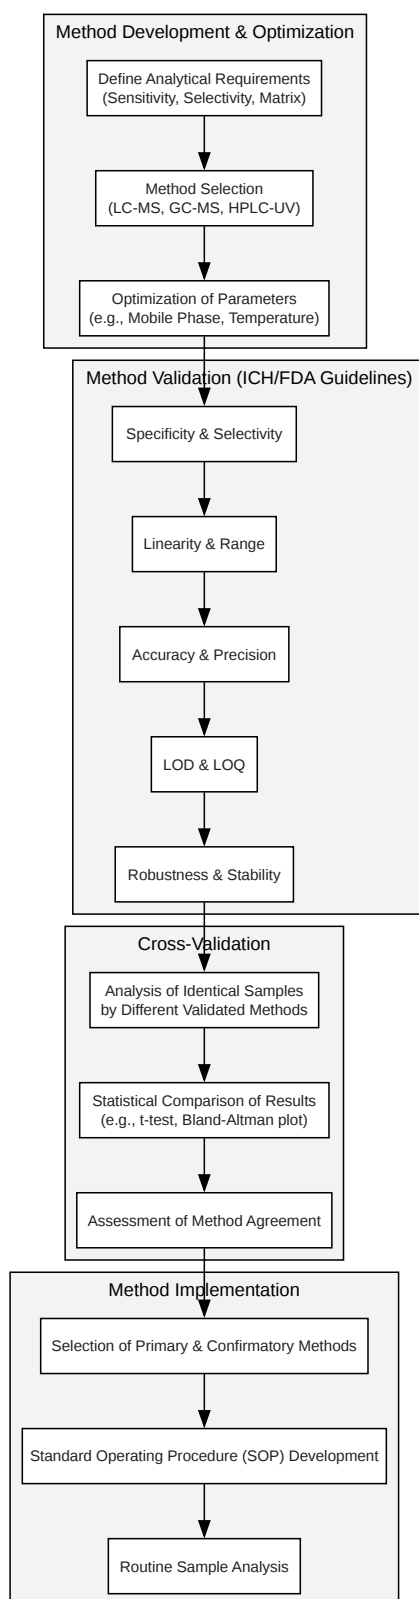 Method Development & Optimization
Define Analytical Requirements
(Sensitivity, Selectivity, Matrix)
Method Selection
(LC-MS, GC-MS, HPLC-UV)
Optimization of Parameters
(e.g., Mobile Phase, Temperature)
Method Validation (ICH/FDA Guidelines)
Specificity & Selectivity
Linearity & Range
Accuracy & Precision
LOD & LOQ
Robustness & Stability
Cross-Validation
Analysis of Identical Samples
by Different Validated Methods
Statistical Comparison of Results
(e.g., t-test, Bland-Altman plot)
Assessment of Method Agreement
Method Implementation
Selection of Primary & Confirmatory Methods
Standard Operating Procedure (SOP) Development
Routine Sample Analysis